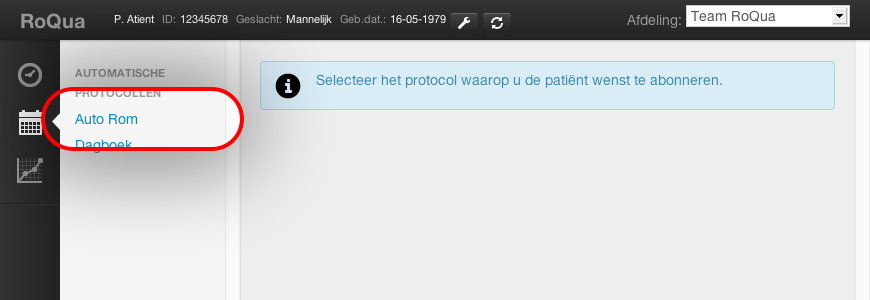 RoQua P. Atient ID: 12345678 Geslacht: Mannelijk Geb.dat.: 16-05-1979 Afdeling: Team RoQua
AUTOMATISCHE
PROTOCOLLEN
Auto Rom
Dagboek
Selecteer het protocol waarop u de patiënt wenst te abonneren.